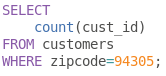 SELECT
    count(cust_id)
FROM customers
WHERE zipcode=94305;